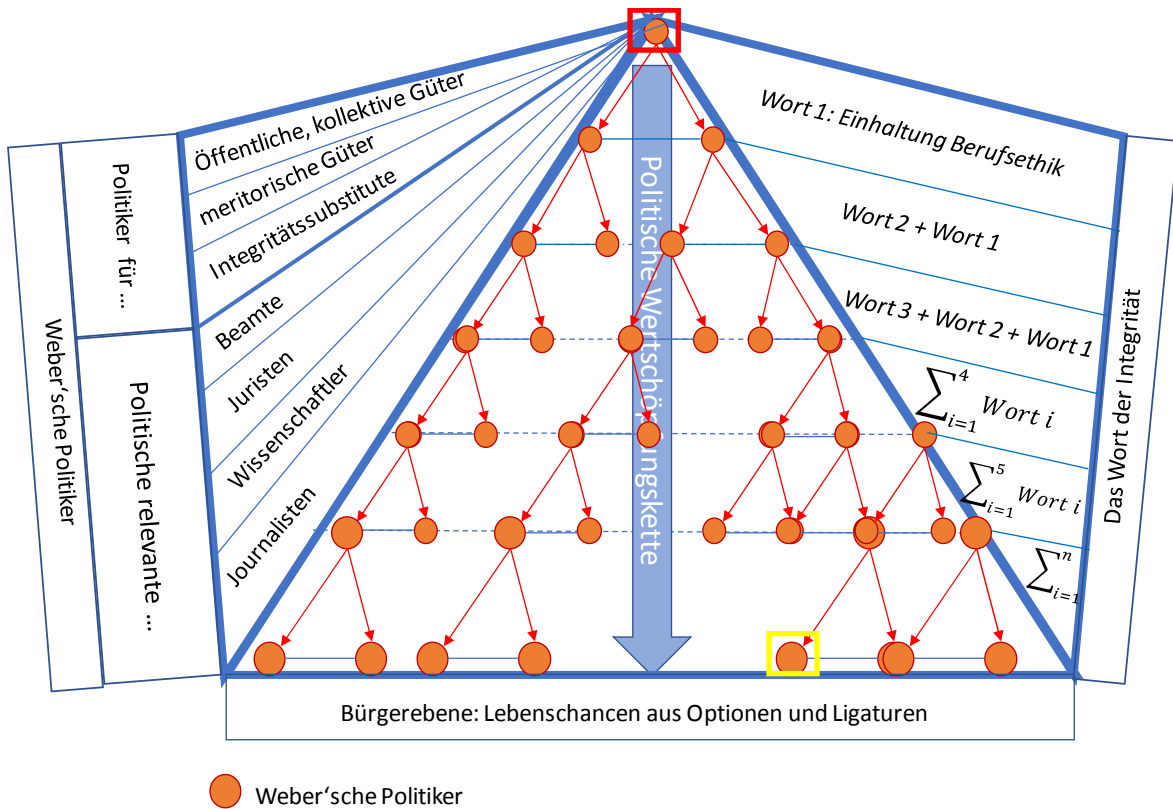 Weber‘sche Politiker
Politiker
für ...
Politische relevante ...
Öffentliche, kollektive Güter
meritorische Güter
Integritätssubstitute
Beamte
Juristen
Wissenschaftler
Journalisten
Politische Wertschöpfungskette
Wort 1: Einhaltung Berufsethik
Wort 2 + Wort 1
Wort 3 + Wort 2 + Wort 1
∑ i=1 4 Wort i
∑ i=1 5 Wort i
∑ i=1 n
Das Wort der Integrität
Bürgerebene: Lebenschancen aus Optionen und Ligaturen
Weber‘sche Politiker